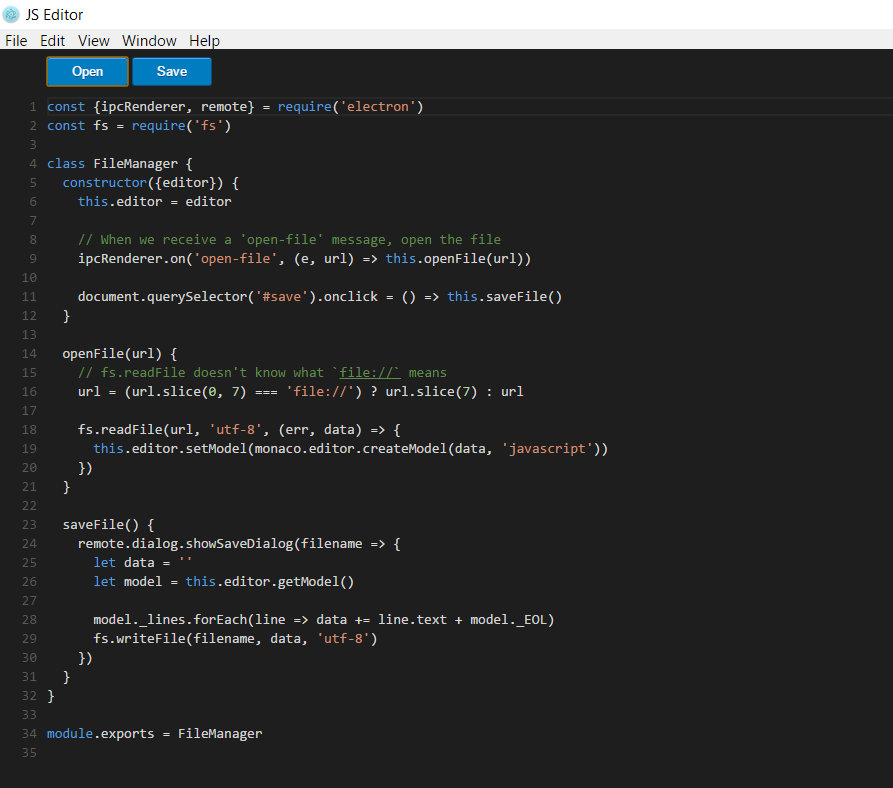 JS Editor
File Edit View Window Help
Open Save
1 const {ipcRenderer, remote} = require('electron')
2 const fs = require('fs')
3
4 class FileManager {
5   constructor({editor}) {
6     this.editor = editor
7
8     // When we receive a 'open-file' message, open the file
9     ipcRenderer.on('open-file', (e, url) => this.openFile(url))
10
11     document.querySelector('#save').onclick = () => this.saveFile()
12   }
13
14   openFile(url) {
15     // fs.readFile doesn't know what `file://` means
16     url = (url.slice(0, 7) === 'file://') ? url.slice(7) : url
17
18     fs.readFile(url, 'utf-8', (err, data) => {
19       this.editor.setModel(monaco.editor.createModel(data, 'javascript'))
20     })
21   }
22
23   saveFile() {
24     remote.dialog.showSaveDialog(filename => {
25       let data = ''
26       let model = this.editor.getModel()
27
28       model._lines.forEach(line => data += line.text + model._EOL)
29       fs.writeFile(filename, data, 'utf-8')
30     })
31   }
32 }
33
34 module.exports = FileManager
35